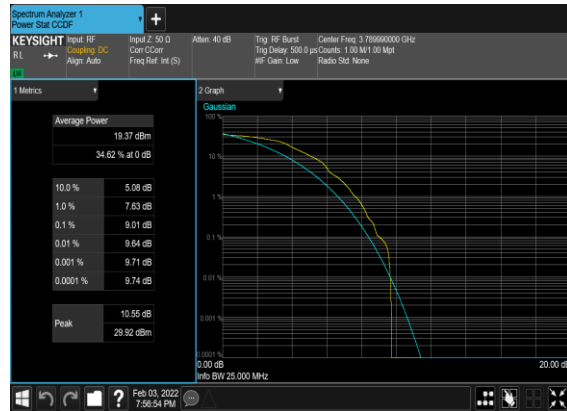 Spectrum Analyzer 1
Power Stat CCDF
KEYSIGHT
Input: RF
Input Z: 50 Ω
Atten: 40 dB
Trig: RF Burst
Center Freq: 3.789990000 GHz
RL
Coupling: DC
Corr CCorr
Trig Delay: 500.0 µs
Counts: 1.00 M/1.00 Mpt
Align: Auto
Freq Ref: Int (S)
#IF Gain: Low
Radio Std: None
1 Metrics
2 Graph
Gaussian
Average Power
19.37 dBm
34.62 % at 0 dB
10.0 % 5.08 dB
1.0 % 7.63 dB
0.1 % 9.01 dB
0.01 % 9.64 dB
0.001 % 9.71 dB
0.0001 % 9.74 dB
Peak
10.55 dB
29.92 dBm
100 %
10 %
1 %
0.1 %
0.01 %
0.001 %
0.0001 %
0.00 dB
20.00 dB
Info BW 25.000 MHz
Feb 03, 2022
7:56:54 PM